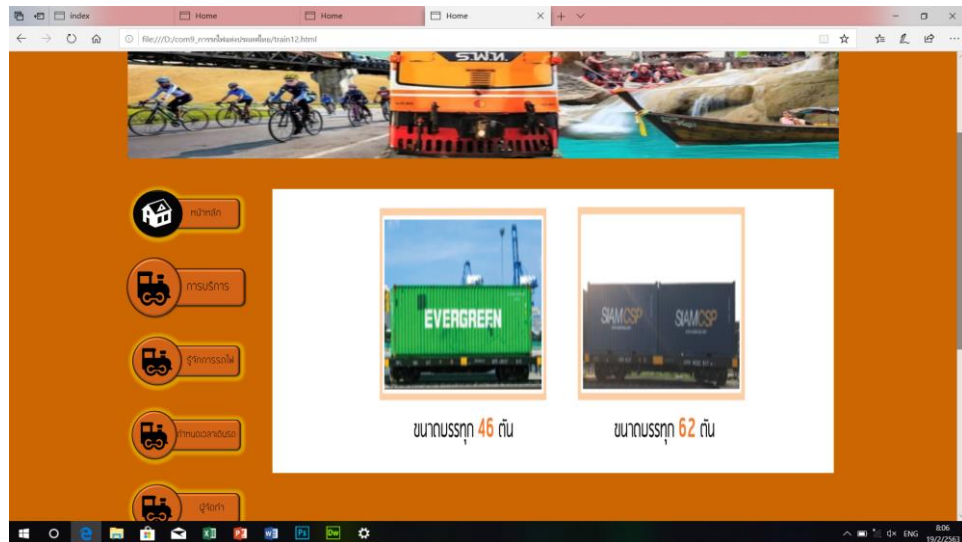 index
Home
Home
Home
file:///D:/com9_การรถไฟแห่งประเทศไทย/train12.html
ร.ฟ.ท.
หน้าหลัก
การบริการ
รู้จักการรถไฟ
กำหนดเวลาเดินรถ
ผู้จัดทำ
EVERGREEN
SIAMCSP
SIAMCSP
ขนาดบรรทุก 46 ตัน
ขนาดบรรทุก 62 ตัน
ENG
8:06
19/2/2563